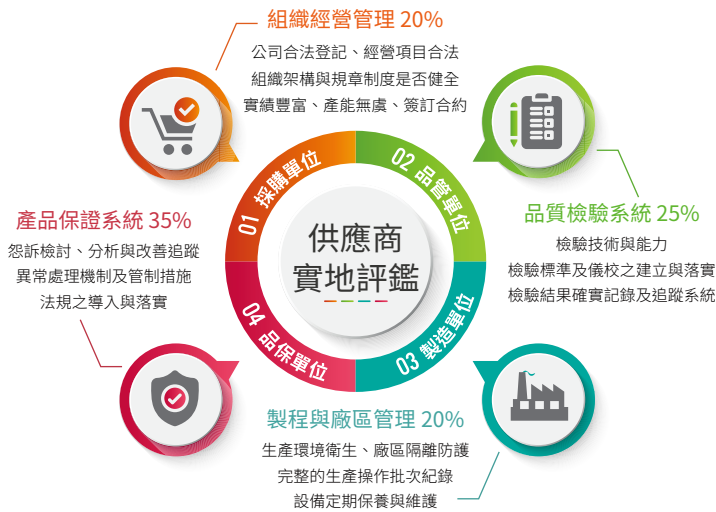 組織經營管理 20%
公司合法登記、經營項目合法
組織架構與規章制度是否健全
實績豐富、產能無虞、簽訂合約
01 採購單位
02 品管單位
品質檢驗系統 25%
檢驗技術與能力
檢驗標準及儀校之建立與落實
檢驗結果確實記錄及追蹤系統
供應商
實地評鑑
產品保證系統 35%
怨訴檢討、分析與改善追蹤
異常處理機制及管制措施
法規之導入與落實
04 品保單位
03 製造單位
製程與廠區管理 20%
生產環境衛生、廠區隔離防護
完整的生產操作批次紀錄
設備定期保養與維護